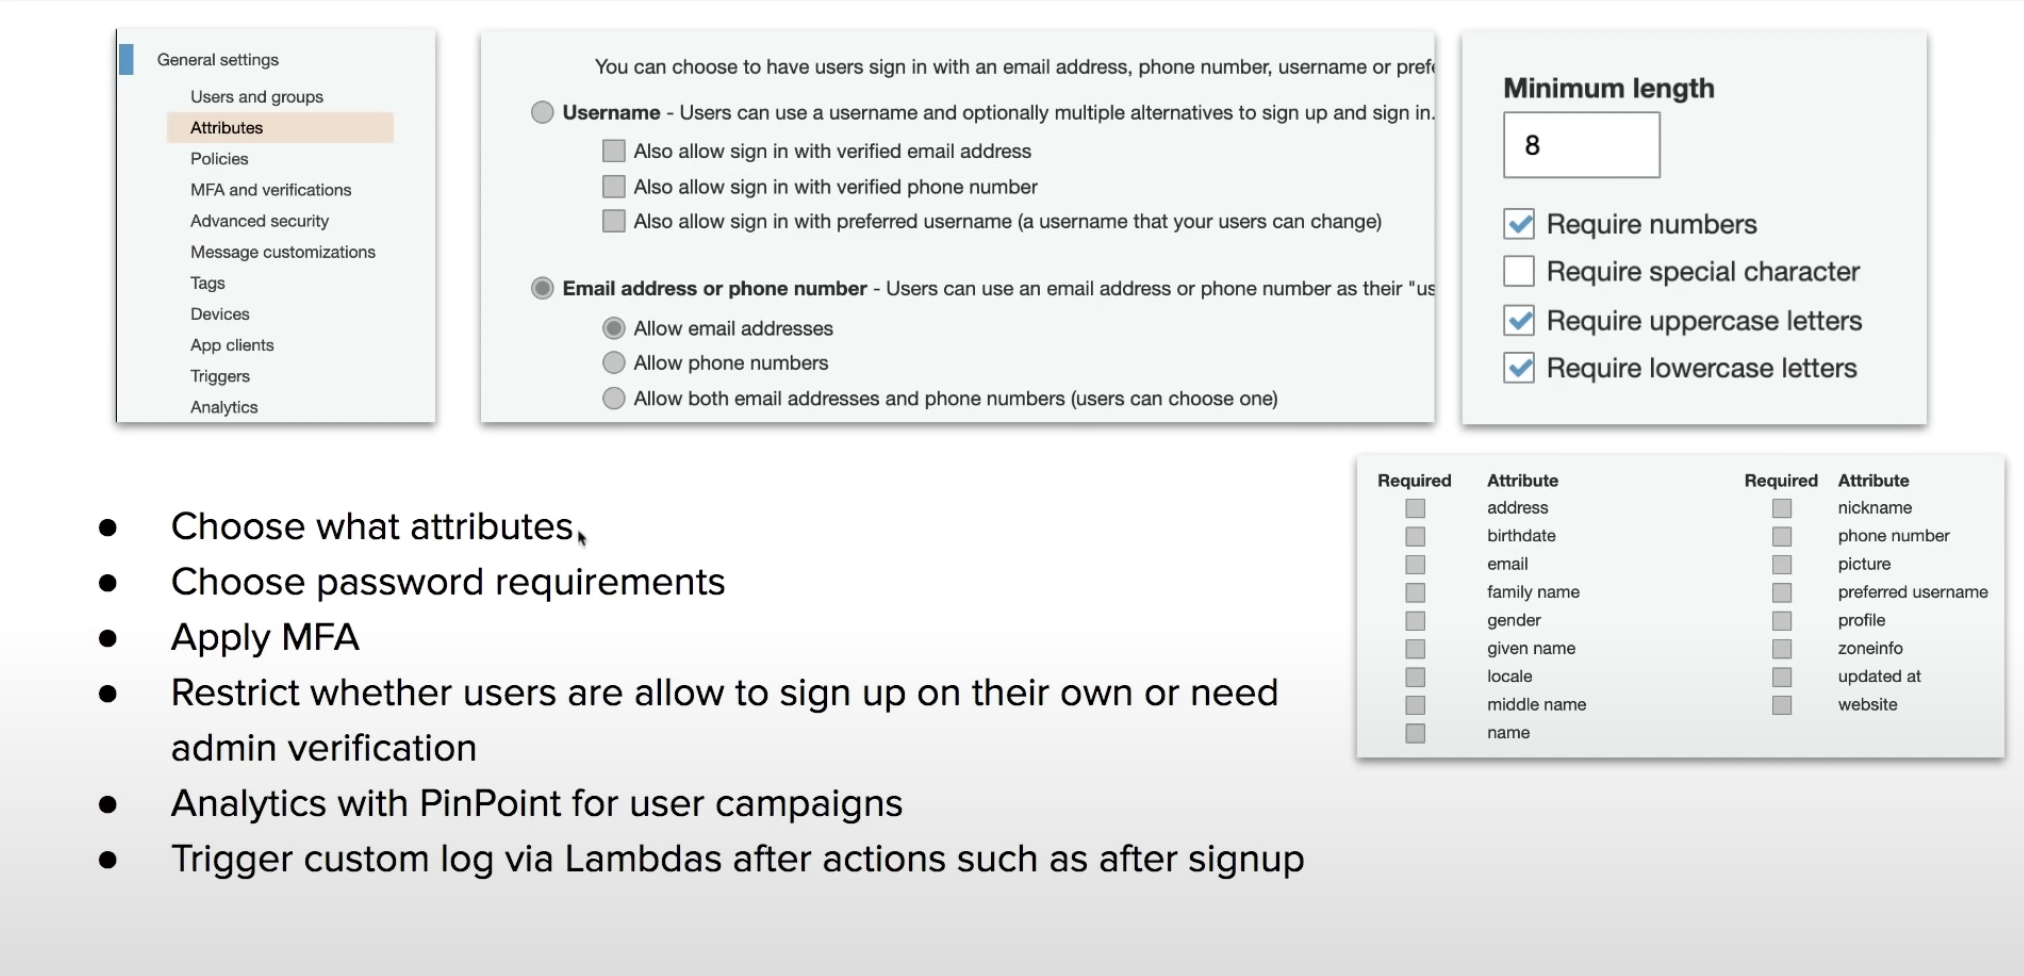 General settings
Users and groups
Attributes
Policies
MFA and verifications
Advanced security
Message customizations
Tags
Devices
App clients
Triggers
Analytics
You can choose to have users sign in with an email address, phone number, username or
Username - Users can use a username and optionally multiple alternatives to sign up and sign in.
Also allow sign in with verified email address
Also allow sign in with verified phone number
Also allow sign in with preferred username (a username that your users can change)
Email address or phone number - Users can use an email address or phone number as their "us
Allow email addresses
Allow phone numbers
Allow both email addresses and phone numbers (users can choose one)
Minimum length
8
Require numbers
Require special character
Require uppercase letters
Require lowercase letters
Required Attribute Required Attribute
address nickname
birthdate phone number
email picture
family name preferred username
gender profile
given name zoneinfo
locale updated at
middle name website
name
● Choose what attributes
● Choose password requirements
● Apply MFA
● Restrict whether users are allow to sign up on their own or need
admin verification
● Analytics with PinPoint for user campaigns
● Trigger custom log via Lambdas after actions such as after signup